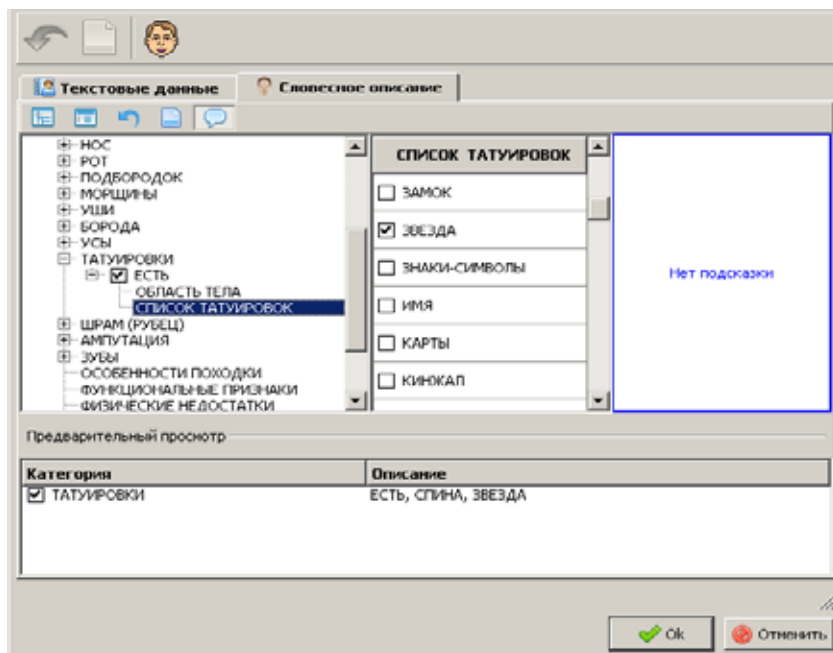 Текстовые данные
Словесное описание
НОС
РОТ
ПОДБОРОДОК
МОРЩИНЫ
УШИ
БОРОДА
УСЫ
ТАТУИРОВКИ
ЕСТЬ
ОБЛАСТЬ ТЕЛА
СПИСОК ТАТУИРОВОК
ШРАМ (РУБЕЦ)
АМПУТАЦИЯ
ЗУБЫ
ОСОБЕННОСТИ ПОХОДКИ
ФУНКЦИОНАЛЬНЫЕ ПРИЗНАКИ
ФИЗИЧЕСКИЕ НЕДОСТАТКИ
СПИСОК ТАТУИРОВОК
ЗАМОК
ЗВЕЗДА
ЗНАКИ-СИМВОЛЫ
ИМЯ
КАРТЫ
КИНЖАЛ
Нет подсказки
Предварительный просмотр
Категория Описание
ТАТУИРОВКИ ЕСТЬ, СПИНА, ЗВЕЗДА
Ok Отменить